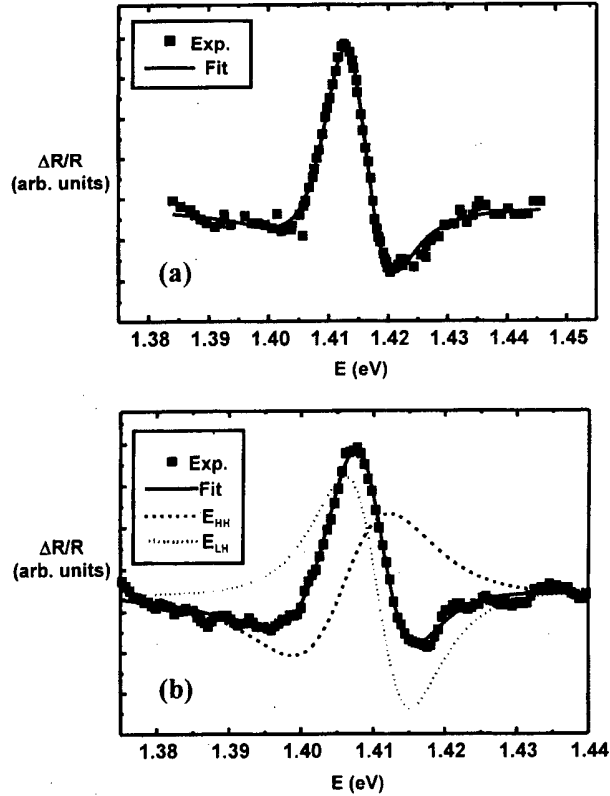 Exp.
Fit
ΔR/R
(arb. units)
(a)
1.38 1.39 1.40 1.41 1.42 1.43 1.44 1.45
E (eV)
Exp.
Fit
E_HH
E_LH
ΔR/R
(arb. units)
(b)
1.38 1.39 1.40 1.41 1.42 1.43 1.44
E (eV)